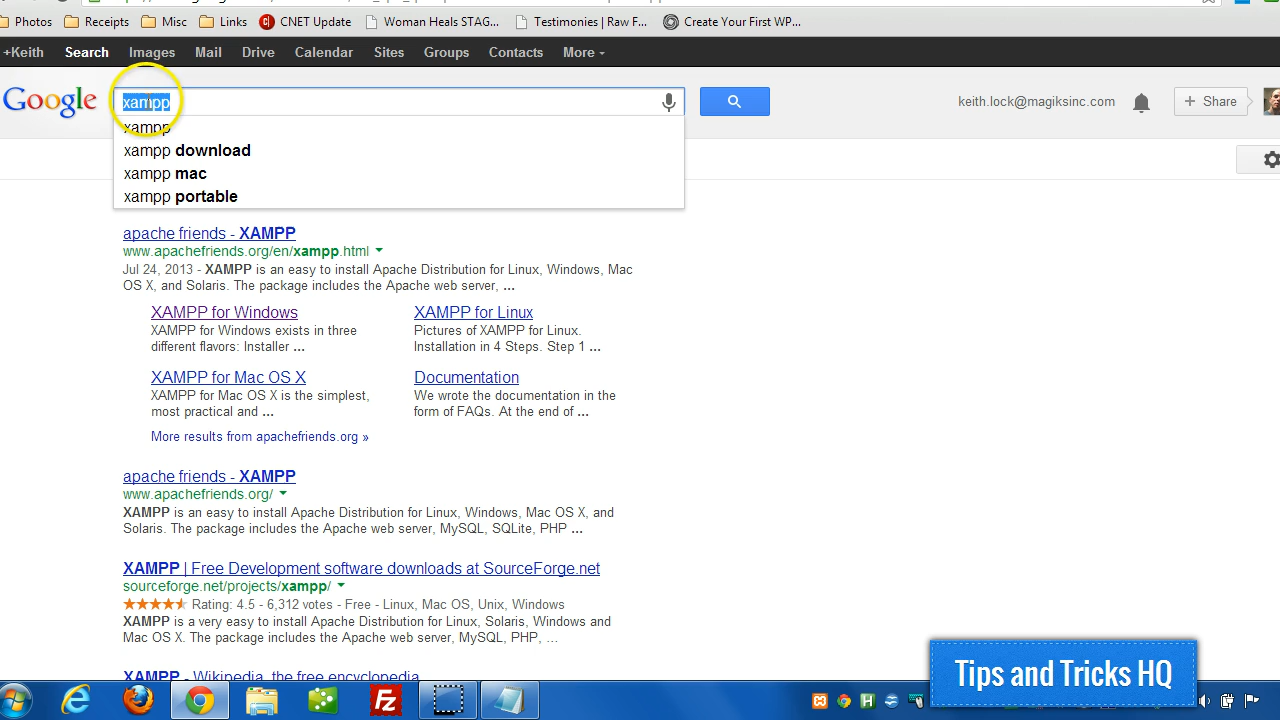 Photos Receipts Misc Links CNET Update Woman Heals STAG... Testimonies | Raw F... Create Your First WP...
+Keith Search Images Mail Drive Calendar Sites Groups Contacts More
Google xampp keith.lock@magiksinc.com + Share
xampp
xampp download
xampp mac
xampp portable
apache friends - XAMPP
www.apachefriends.org/en/xampp.html
Jul 24, 2013 - XAMPP is an easy to install Apache Distribution for Linux, Windows, Mac
OS X, and Solaris. The package includes the Apache web server, ...
XAMPP for Windows XAMPP for Linux
XAMPP for Windows exists in three Pictures of XAMPP for Linux.
different flavors: Installer ... Installation in 4 Steps. Step 1 ...
XAMPP for Mac OS X Documentation
XAMPP for Mac OS X is the simplest, We wrote the documentation in the
most practical and ... form of FAQs. At the end of ...
More results from apachefriends.org »
apache friends - XAMPP
www.apachefriends.org/
XAMPP is an easy to install Apache Distribution for Linux, Windows, Mac OS X, and
Solaris. The package includes the Apache web server, MySQL, SQLite, PHP ...
XAMPP | Free Development software downloads at SourceForge.net
sourceforge.net/projects/xampp/
Rating: 4.5 - 6,312 votes - Free - Linux, Mac OS, Unix, Windows
XAMPP is a very easy to install Apache Distribution for Linux, Solaris, Windows and
Mac OS X. The package includes the Apache web server, MySQL, PHP, ...
XAMPP - Wikipedia, the free encyclopedia
Tips and Tricks HQ
Fz
H